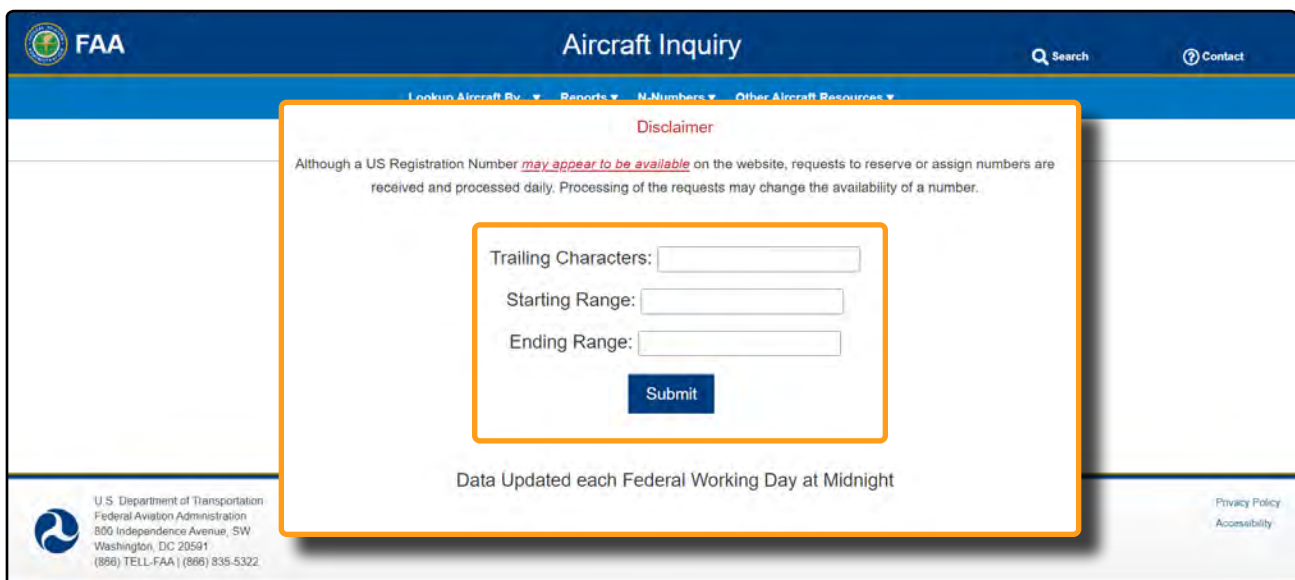 FAA
Aircraft Inquiry
Search
Contact
Lookup Aircraft By... ▾ Reports ▾ N-Numbers ▾ Other Aircraft Resources ▾
Disclaimer
Although a US Registration Number may appear to be available on the website, requests to reserve or assign numbers are
received and processed daily. Processing of the requests may change the availability of a number.
Trailing Characters:
Starting Range:
Ending Range:
Submit
Data Updated each Federal Working Day at Midnight
U.S. Department of Transportation
Federal Aviation Administration
800 Independence Avenue, SW
Washington, DC 20591
(866) TELL-FAA | (866) 835-5322
Privacy Policy
Accessibility